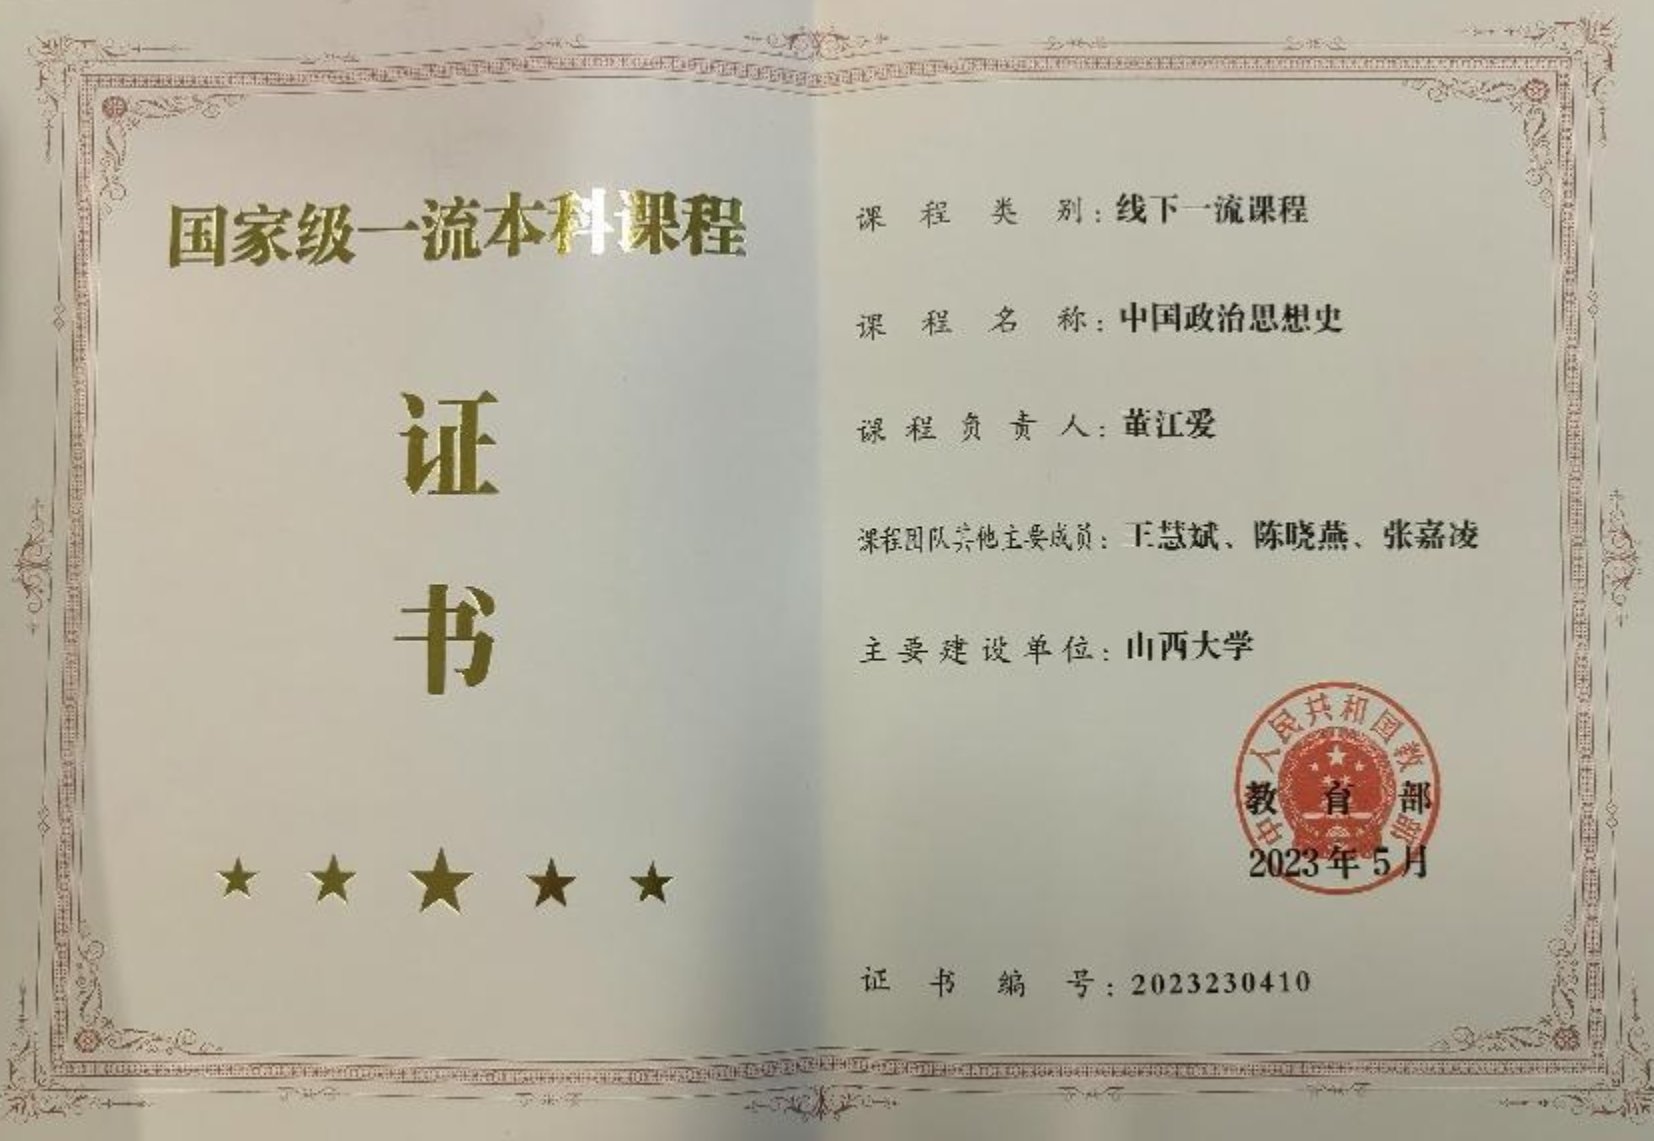 国家级一流本科课程
证
书
课程类别：线下一流课程
课程名称：中国政治思想史
课程负责人：董江爱
课程团队其他主要成员：王慧斌、陈晓燕、张嘉凌
主要建设单位：山西大学
中人民共和国教部
教育部
2023年5月
证书编号：2023230410